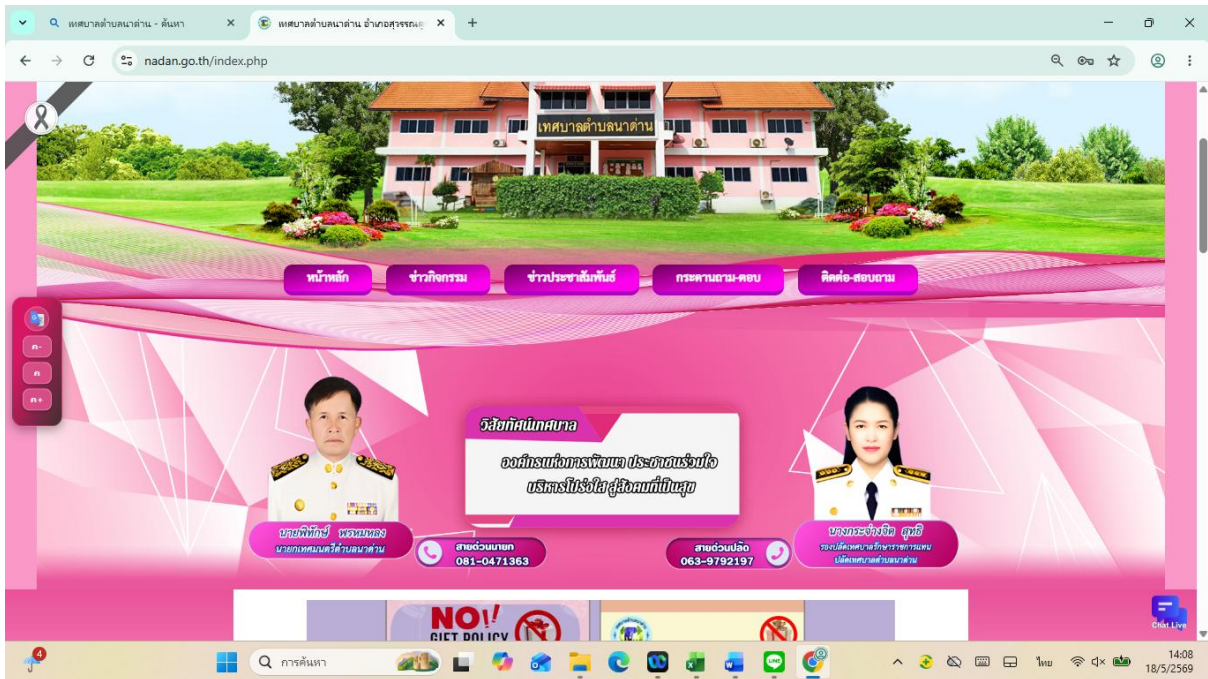 เทศบาลตำบลนาด่าน - ค้นหา
เทศบาลตำบลนาด่าน อำเภอสุวรรณคู
nadan.go.th/index.php
เทศบาลตำบลนาด่าน
หน้าหลัก
ข่าวกิจกรรม
ข่าวประชาสัมพันธ์
กระดานถาม-ตอบ
ติดต่อ-สอบถาม
ก-
ก
ก+
วิสัยทัศน์เทศบาล
องค์กรแห่งการพัฒนา ประชาชนร่วมใจ
บริหารโปร่งใส สู่สังคมที่เป็นสุข
นายพิทักษ์ พรหมหลง
นายกเทศมนตรีตำบลนาด่าน
สายด่วนนายก
081-0471363
สายด่วนปลัด
063-9792197
นางกระจ่างจิต สุทธิ
รองปลัดเทศบาลรักษาราชการแทน
ปลัดเทศบาลตำบลนาด่าน
NO!
GIFT POLICY
Chat Live
4
การค้นหา
LINE
ไทย
14:08
18/5/2569